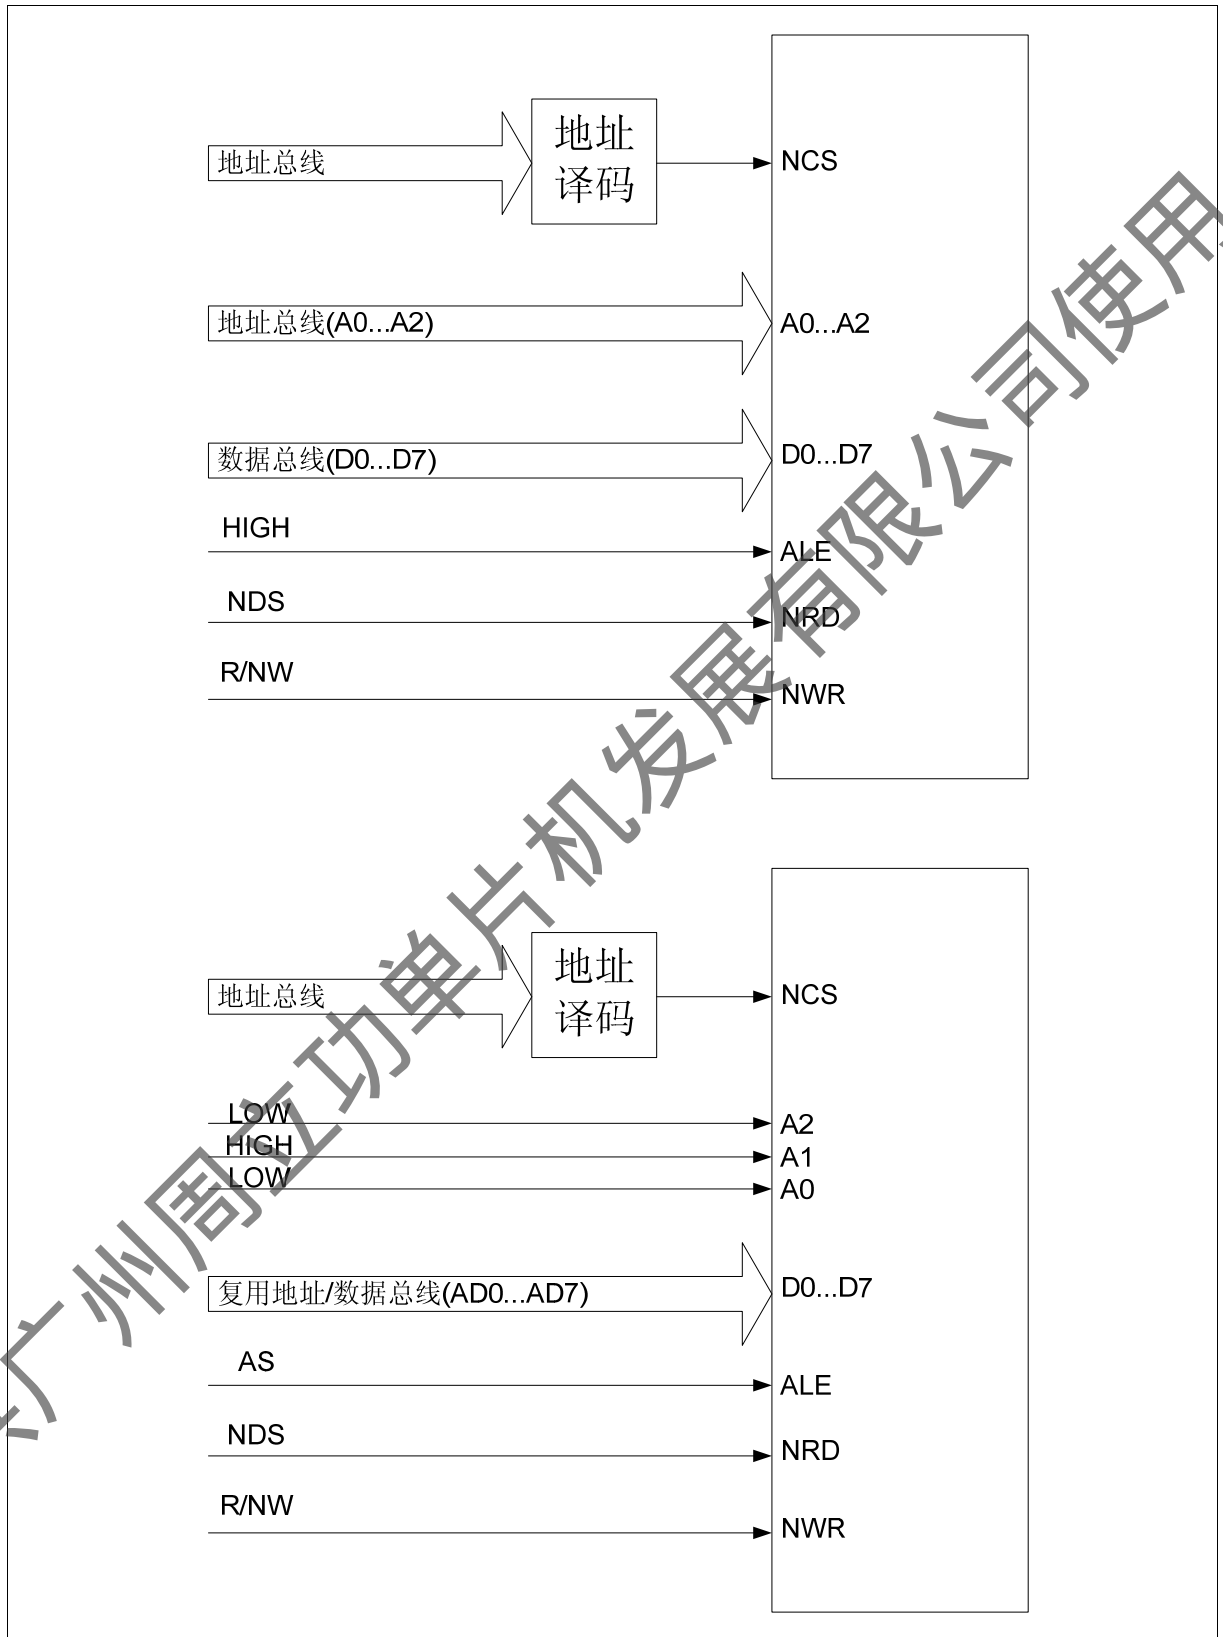 地址总线
地址
译码
NCS
地址总线(A0...A2)
A0...A2
数据总线(D0...D7)
D0...D7
HIGH
ALE
NDS
NRD
R/NW
NWR
地址总线
地址
译码
NCS
LOW
A2
HIGH
A1
LOW
A0
复用地址/数据总线(AD0...AD7)
D0...D7
AS
ALE
NDS
NRD
R/NW
NWR
广州周立功单片机发展有限公司使用